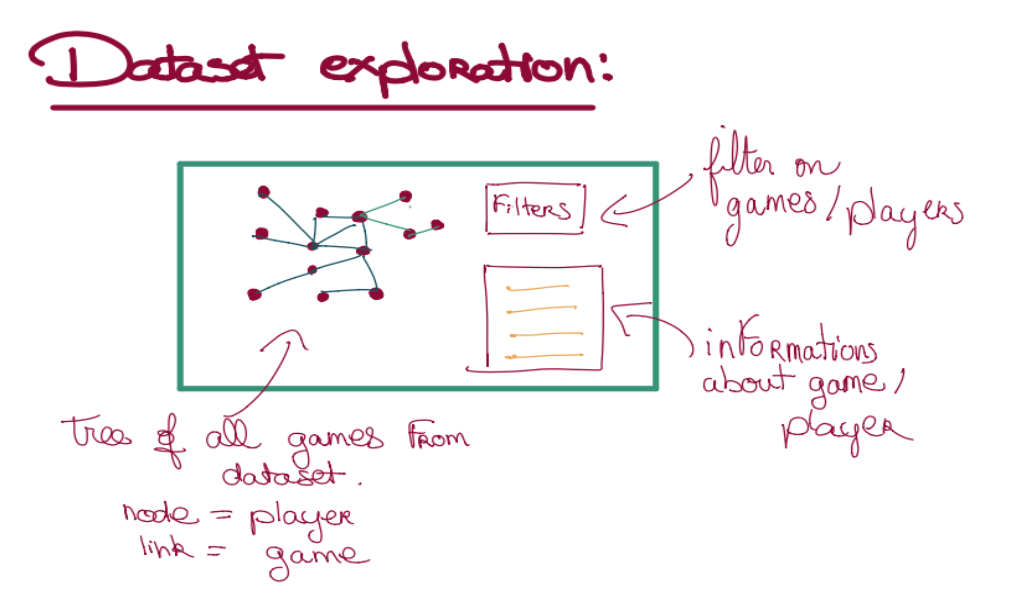 Dataset exploration:
Filters
filter on
games/players
informations
about game/
player
tree of all games from
dataset.
node = player
link = game